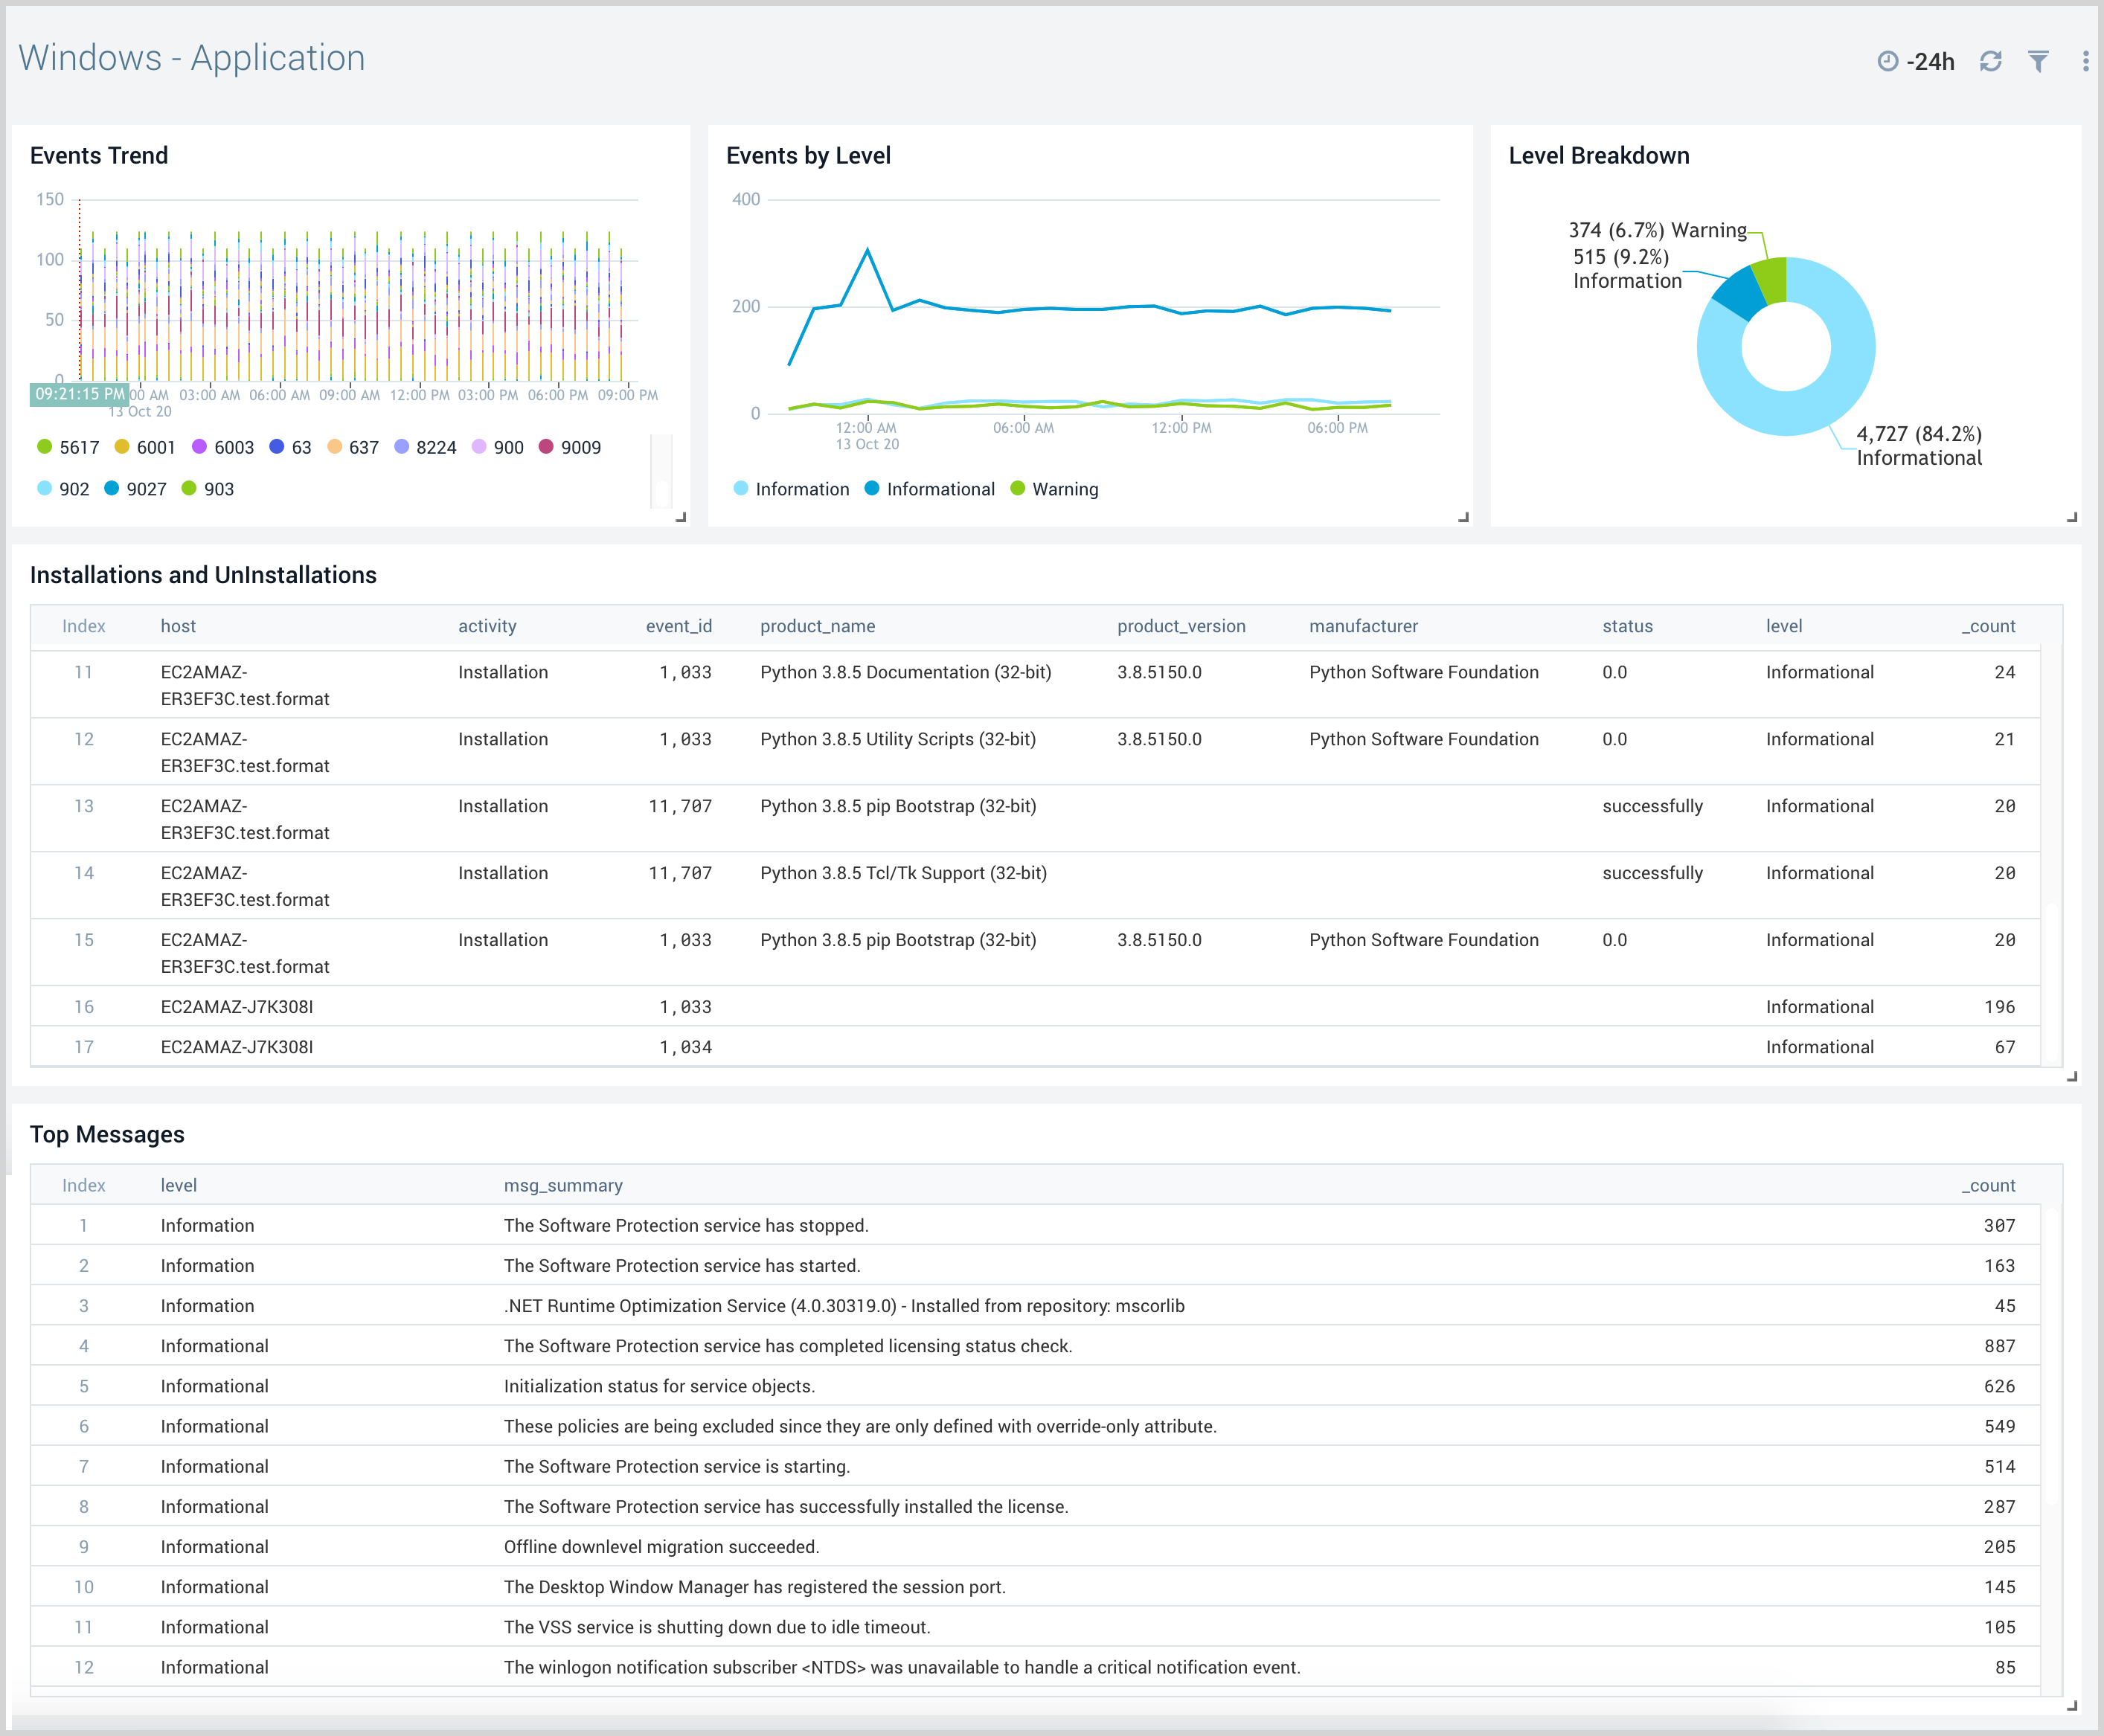 Windows - Application
-24h
Events Trend
150
100
50
0
09:21:15 PM
00 AM 03:00 AM 06:00 AM 09:00 AM 12:00 PM 03:00 PM 06:00 PM 09:00 PM
13 Oct 20
5617 6001 6003 63 637 8224 900 9009
902 9027 903
Events by Level
400
200
0
12:00 AM 06:00 AM 12:00 PM 06:00 PM
13 Oct 20
Information Informational Warning
Level Breakdown
374 (6.7%) Warning
515 (9.2%)
Information
4,727 (84.2%)
Informational
Installations and UnInstallations
Index host activity event_id product_name product_version manufacturer status level _count
11 EC2AMAZ- Installation 1,033 Python 3.8.5 Documentation (32-bit) 3.8.5150.0 Python Software Foundation 0.0 Informational 24
ER3EF3C.test.format
12 EC2AMAZ- Installation 1,033 Python 3.8.5 Utility Scripts (32-bit) 3.8.5150.0 Python Software Foundation 0.0 Informational 21
ER3EF3C.test.format
13 EC2AMAZ- Installation 11,707 Python 3.8.5 pip Bootstrap (32-bit) successfully Informational 20
ER3EF3C.test.format
14 EC2AMAZ- Installation 11,707 Python 3.8.5 Tcl/Tk Support (32-bit) successfully Informational 20
ER3EF3C.test.format
15 EC2AMAZ- Installation 1,033 Python 3.8.5 pip Bootstrap (32-bit) 3.8.5150.0 Python Software Foundation 0.0 Informational 20
ER3EF3C.test.format
16 EC2AMAZ-J7K308I 1,033 Informational 196
17 EC2AMAZ-J7K308I 1,034 Informational 67
Top Messages
Index level msg_summary _count
1 Information The Software Protection service has stopped. 307
2 Information The Software Protection service has started. 163
3 Information .NET Runtime Optimization Service (4.0.30319.0) - Installed from repository: mscorlib 45
4 Informational The Software Protection service has completed licensing status check. 887
5 Informational Initialization status for service objects. 626
6 Informational These policies are being excluded since they are only defined with override-only attribute. 549
7 Informational The Software Protection service is starting. 514
8 Informational The Software Protection service has successfully installed the license. 287
9 Informational Offline downlevel migration succeeded. 205
10 Informational The Desktop Window Manager has registered the session port. 145
11 Informational The VSS service is shutting down due to idle timeout. 105
12 Informational The winlogon notification subscriber <NTDS> was unavailable to handle a critical notification event. 85